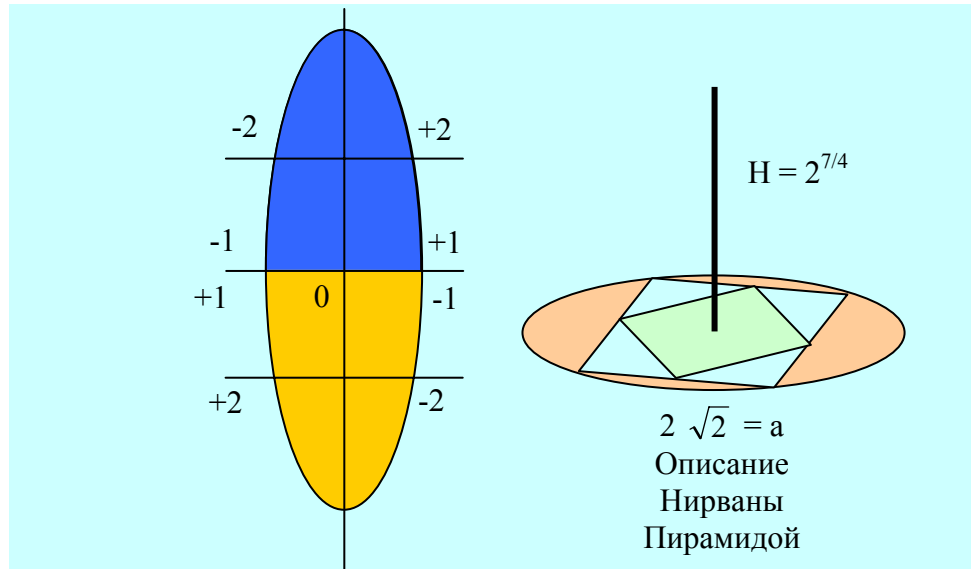 -2 +2
-1 +1
+1 0 -1
+2 -2
H = 2^{7/4}
2 √2 = a
Описание
Нирваны
Пирамидой